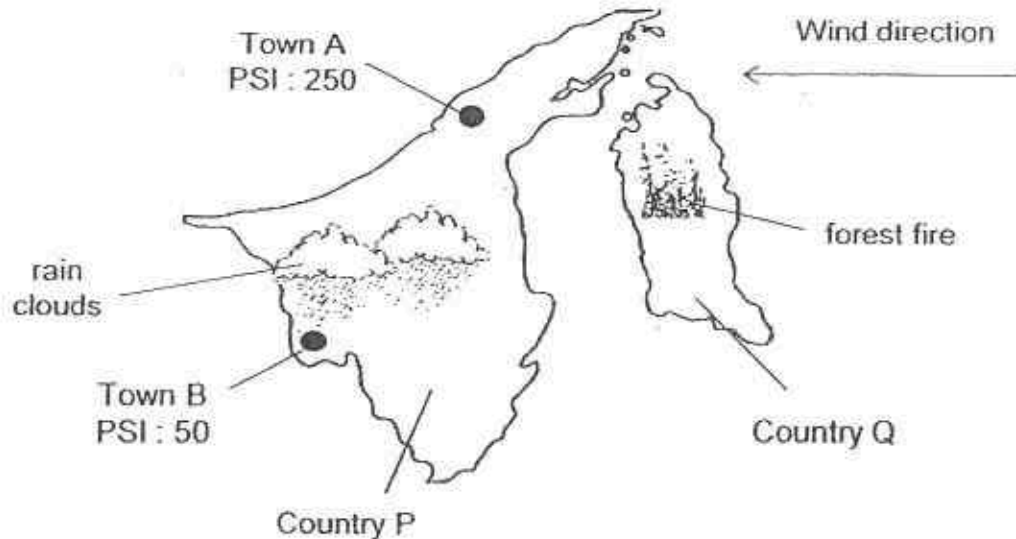 Town A
PSI : 250
Wind direction
forest fire
rain
clouds
Town B
PSI : 50
Country Q
Country P